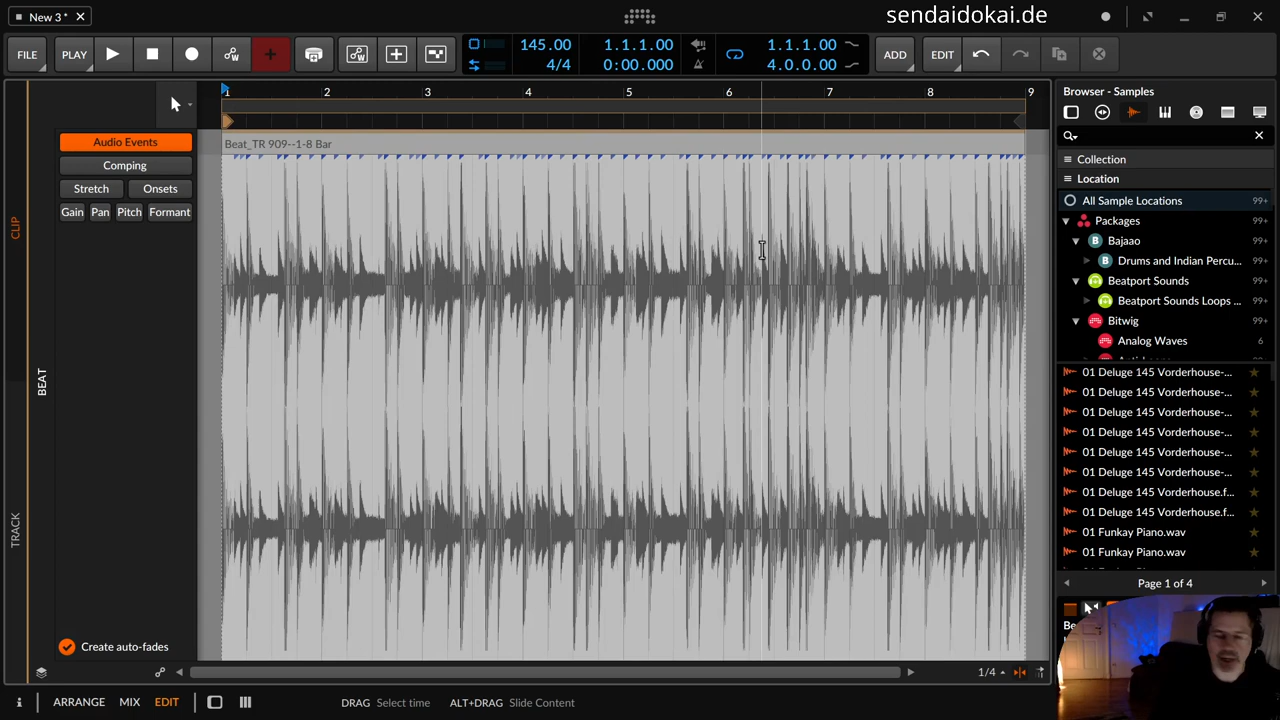 New 3 *
sendaidokai.de
FILE
PLAY
145.00
4/4
1.1.1.00
0:00.000
1.1.1.00
4.0.0.00
ADD
EDIT
1 2 3 4 5 6 7 8 9
Browser - Samples
Audio Events
Comping
Stretch Onsets
Gain Pan Pitch Formant
Beat_TR 909--1-8 Bar
CLIP
BEAT
TRACK
Collection
Location
All Sample Locations 99+
Packages 99+
B Bajaao 99+
B Drums and Indian Percu... 99+
Beatport Sounds 99+
Beatport Sounds Loops ... 99+
Bitwig 99+
Analog Waves 6
01 Deluge 145 Vorderhouse-...
01 Deluge 145 Vorderhouse-...
01 Deluge 145 Vorderhouse-...
01 Deluge 145 Vorderhouse-...
01 Deluge 145 Vorderhouse-...
01 Deluge 145 Vorderhouse-...
01 Deluge 145 Vorderhouse-...
01 Deluge 145 Vorderhouse.f...
01 Funkay Piano.wav
01 Funkay Piano.wav
Page 1 of 4
Create auto-fades
1/4
ARRANGE MIX EDIT
DRAG Select time ALT+DRAG Slide Content